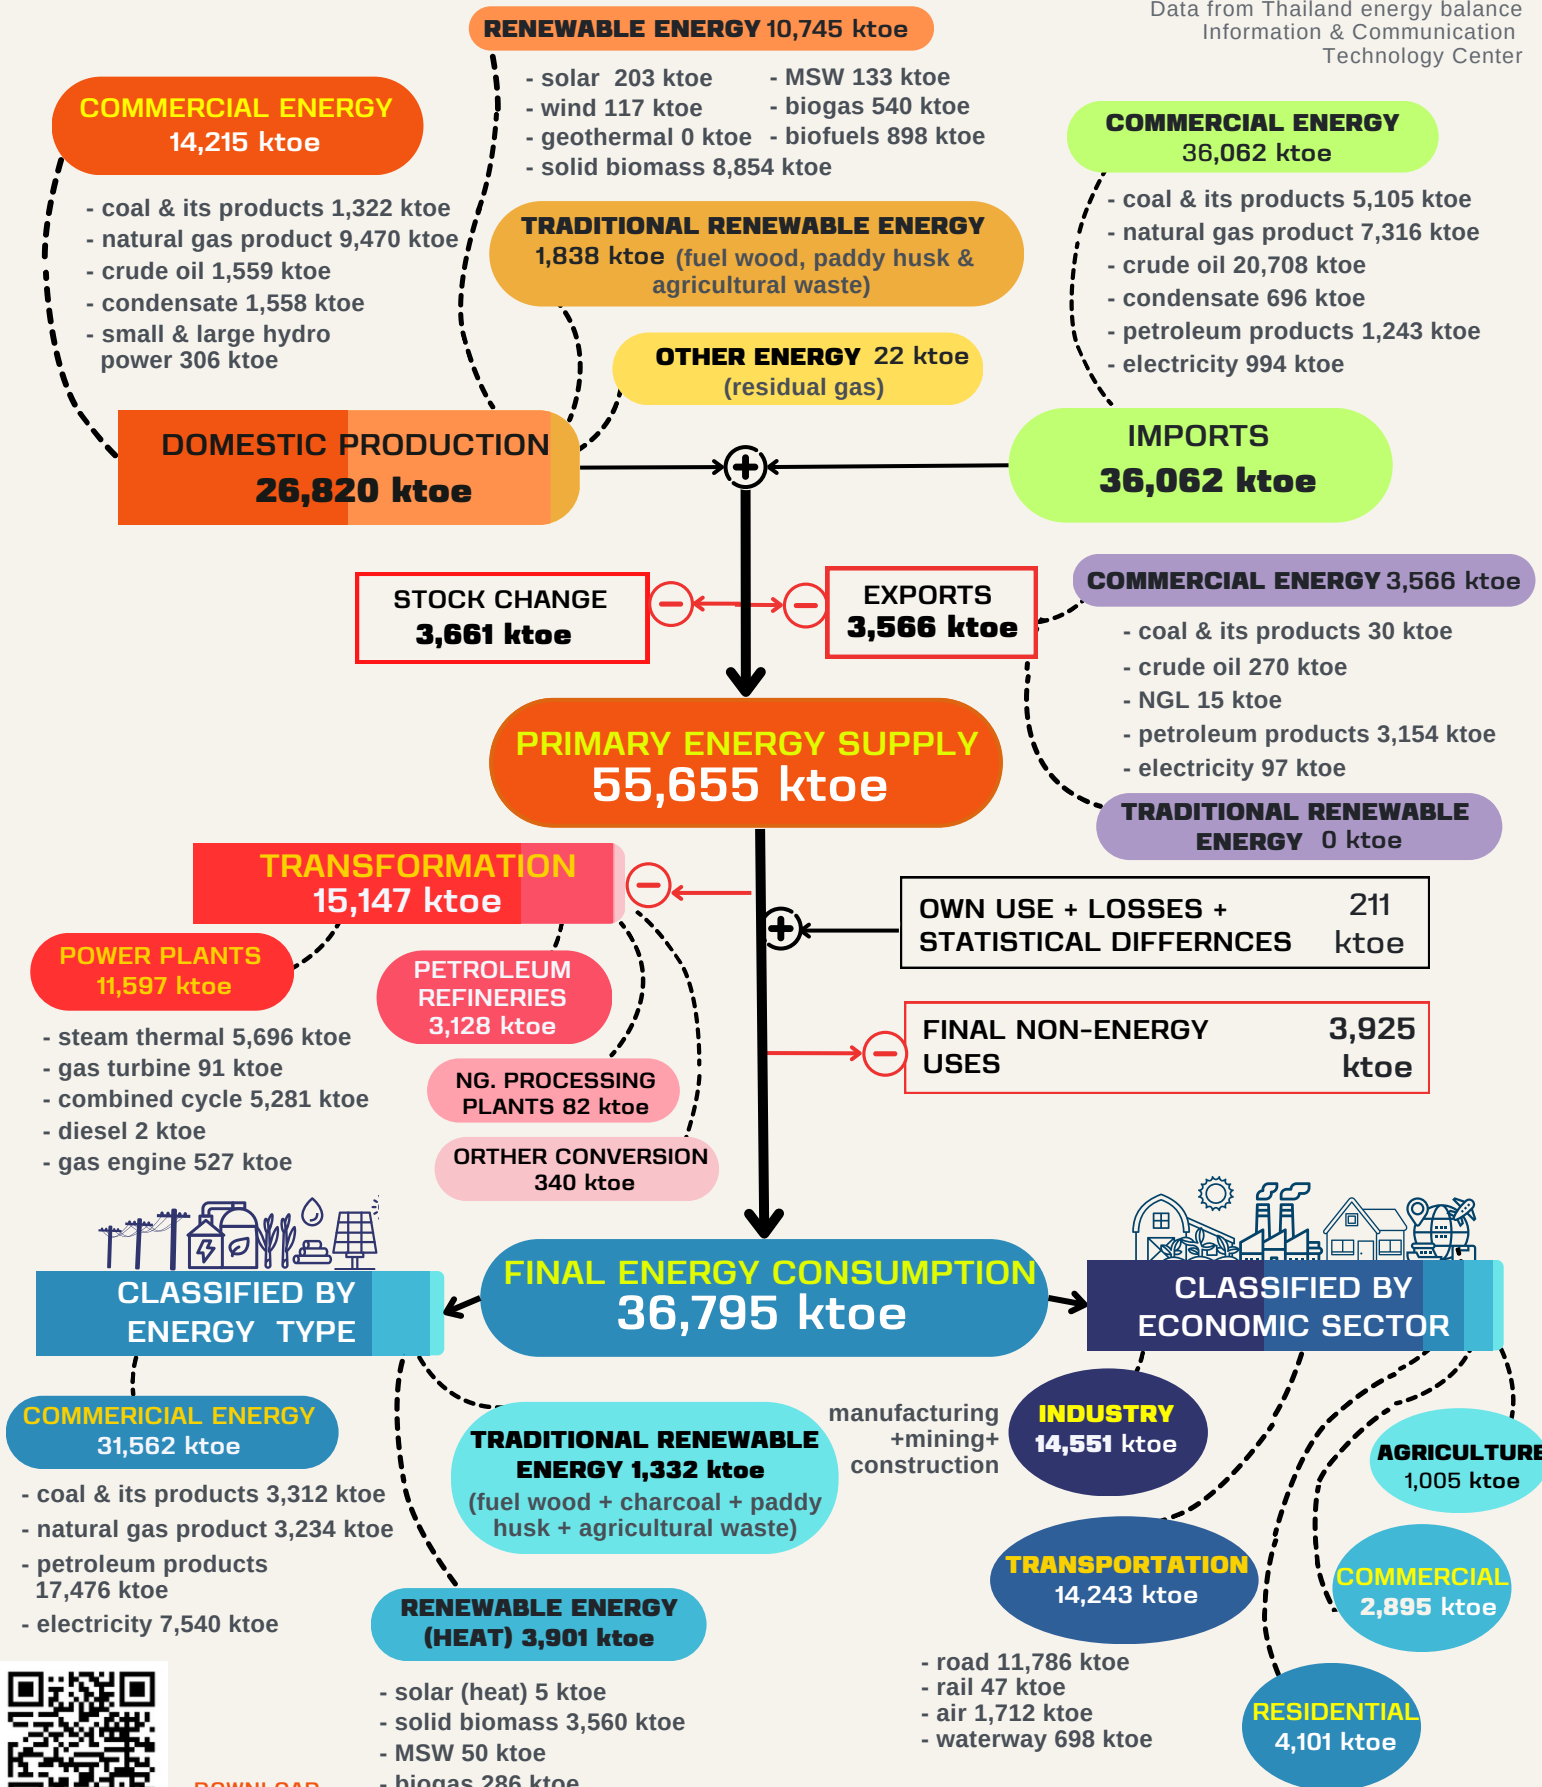 Data from Thailand energy balance
Information & Communication
Technology Center
RENEWABLE ENERGY 10,745 ktoe
- solar 203 ktoe
- wind 117 ktoe
- geothermal 0 ktoe
- solid biomass 8,854 ktoe
- MSW 133 ktoe
- biogas 540 ktoe
- biofuels 898 ktoe
COMMERCIAL ENERGY
14,215 ktoe
- coal & its products 1,322 ktoe
- natural gas product 9,470 ktoe
- crude oil 1,559 ktoe
- condensate 1,558 ktoe
- small & large hydro
power 306 ktoe
TRADITIONAL RENEWABLE ENERGY
1,838 ktoe (fuel wood, paddy husk &
agricultural waste)
OTHER ENERGY 22 ktoe
(residual gas)
COMMERCIAL ENERGY
36,062 ktoe
- coal & its products 5,105 ktoe
- natural gas product 7,316 ktoe
- crude oil 20,708 ktoe
- condensate 696 ktoe
- petroleum products 1,243 ktoe
- electricity 994 ktoe
DOMESTIC PRODUCTION
26,820 ktoe
IMPORTS
36,062 ktoe
STOCK CHANGE
3,661 ktoe
EXPORTS
3,566 ktoe
COMMERCIAL ENERGY 3,566 ktoe
- coal & its products 30 ktoe
- crude oil 270 ktoe
- NGL 15 ktoe
- petroleum products 3,154 ktoe
- electricity 97 ktoe
TRADITIONAL RENEWABLE
ENERGY 0 ktoe
PRIMARY ENERGY SUPPLY
55,655 ktoe
TRANSFORMATION
15,147 ktoe
POWER PLANTS
11,597 ktoe
- steam thermal 5,696 ktoe
- gas turbine 91 ktoe
- combined cycle 5,281 ktoe
- diesel 2 ktoe
- gas engine 527 ktoe
PETROLEUM
REFINERIES
3,128 ktoe
NG. PROCESSING
PLANTS 82 ktoe
ORTHER CONVERSION
340 ktoe
OWN USE + LOSSES +
STATISTICAL DIFFERNCES
211
ktoe
FINAL NON-ENERGY
USES
3,925
ktoe
FINAL ENERGY CONSUMPTION
36,795 ktoe
CLASSIFIED BY
ENERGY TYPE
COMMERICIAL ENERGY
31,562 ktoe
- coal & its products 3,312 ktoe
- natural gas product 3,234 ktoe
- petroleum products
17,476 ktoe
- electricity 7,540 ktoe
TRADITIONAL RENEWABLE
ENERGY 1,332 ktoe
(fuel wood + charcoal + paddy
husk + agricultural waste)
RENEWABLE ENERGY
(HEAT) 3,901 ktoe
- solar (heat) 5 ktoe
- solid biomass 3,560 ktoe
- MSW 50 ktoe
- biogas 286 ktoe
CLASSIFIED BY
ECONOMIC SECTOR
manufacturing
+mining+
construction
INDUSTRY
14,551 ktoe
AGRICULTURE
1,005 ktoe
TRANSPORTATION
14,243 ktoe
- road 11,786 ktoe
- rail 47 ktoe
- air 1,712 ktoe
- waterway 698 ktoe
COMMERCIAL
2,895 ktoe
RESIDENTIAL
4,101 ktoe
DOWNLOAD